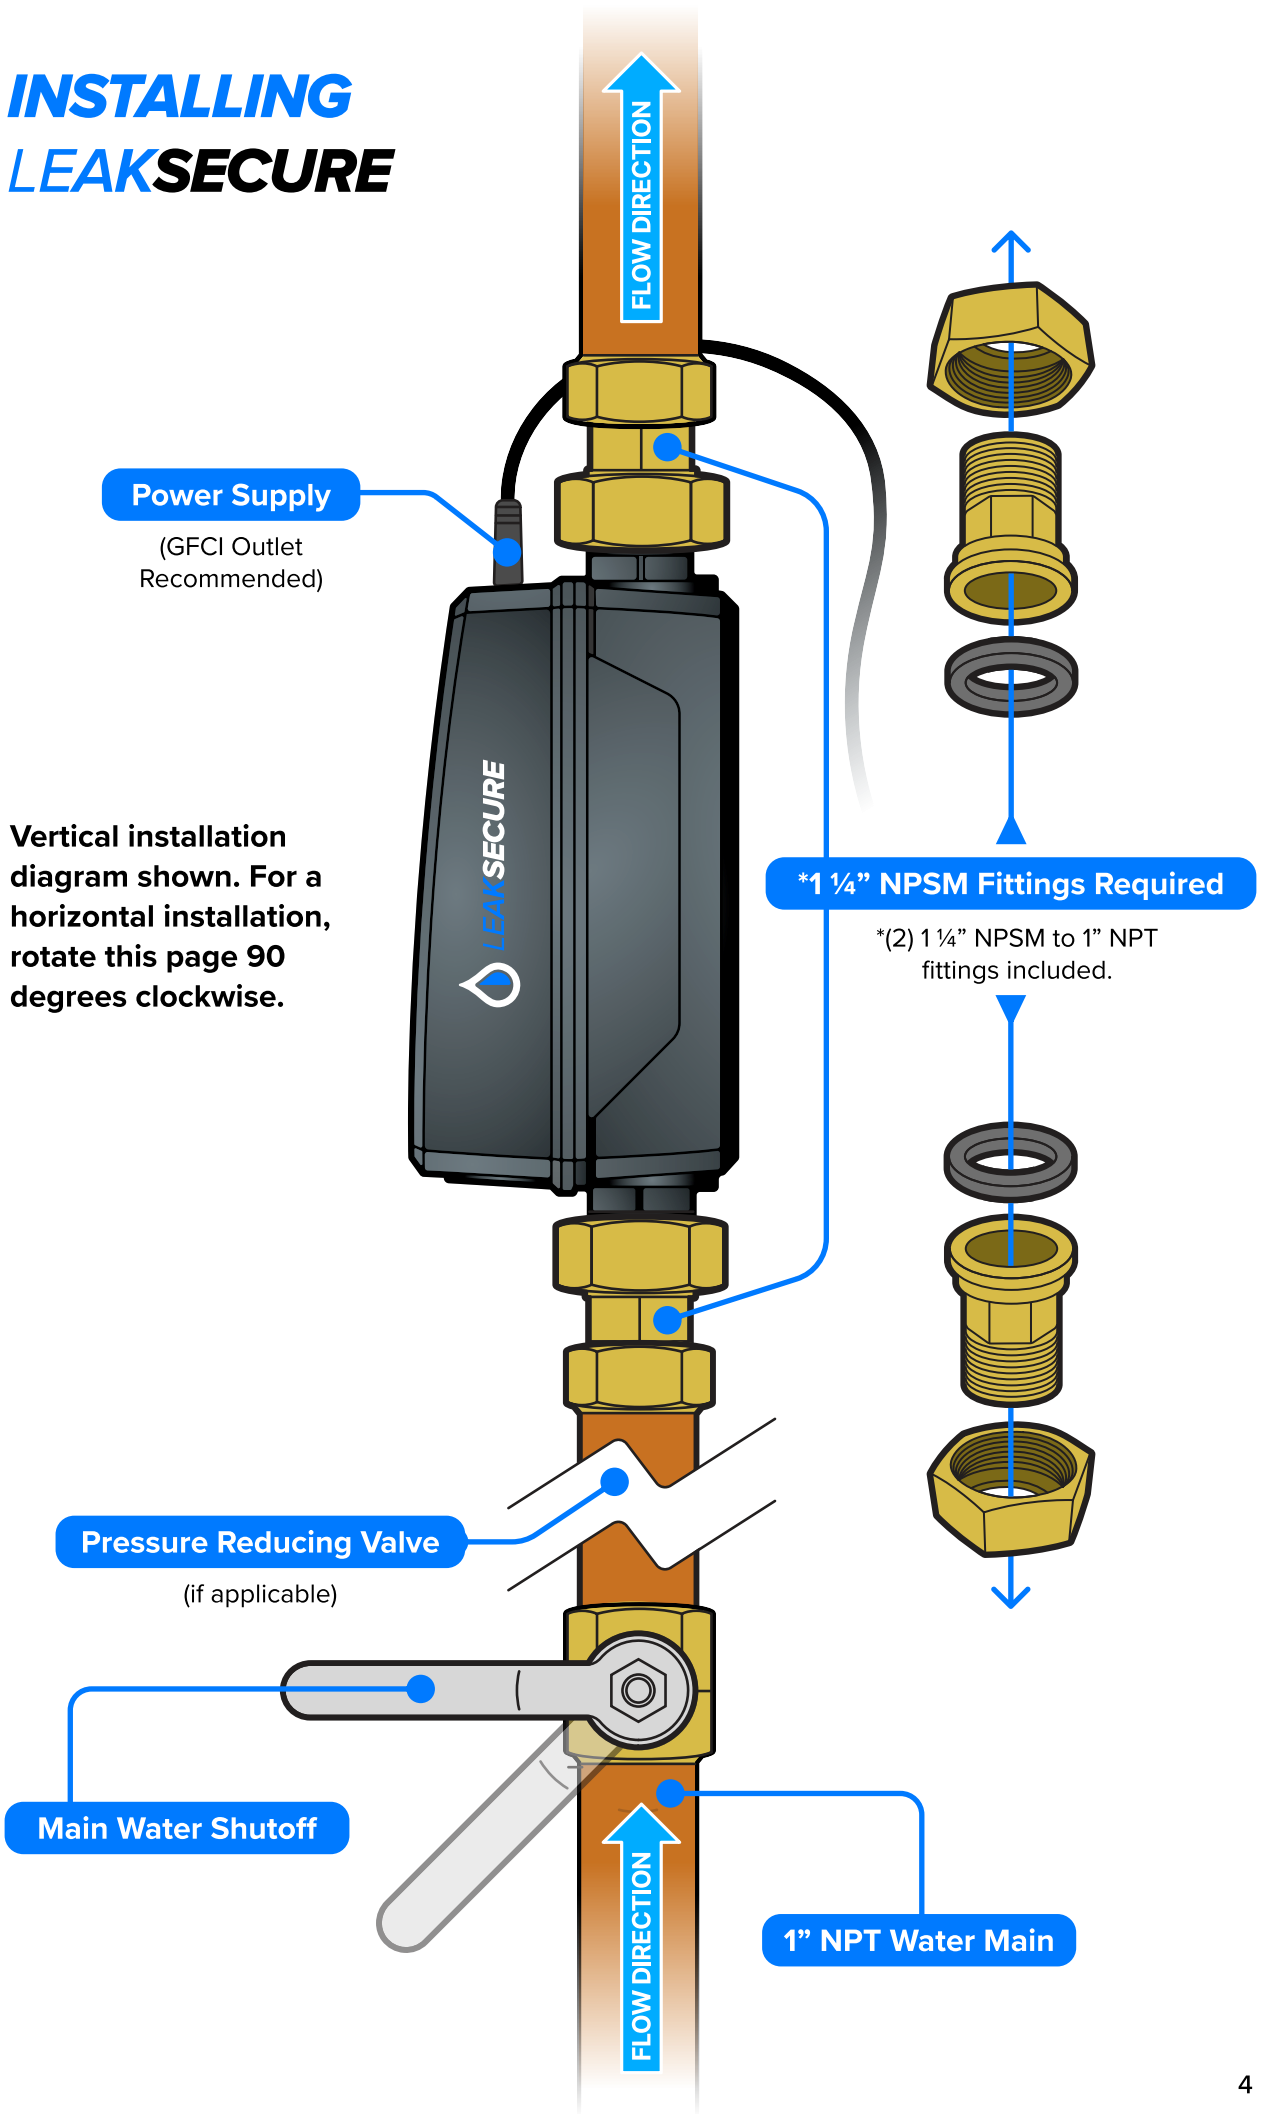 INSTALLING
LEAKSECURE
FLOW DIRECTION
Power Supply
(GFCI Outlet
Recommended)
LEAKSECURE
Vertical installation
diagram shown. For a
horizontal installation,
rotate this page 90
degrees clockwise.
*1 ¼” NPSM Fittings Required
*(2) 1 ¼” NPSM to 1” NPT
fittings included.
Pressure Reducing Valve
(if applicable)
Main Water Shutoff
FLOW DIRECTION
1” NPT Water Main
4